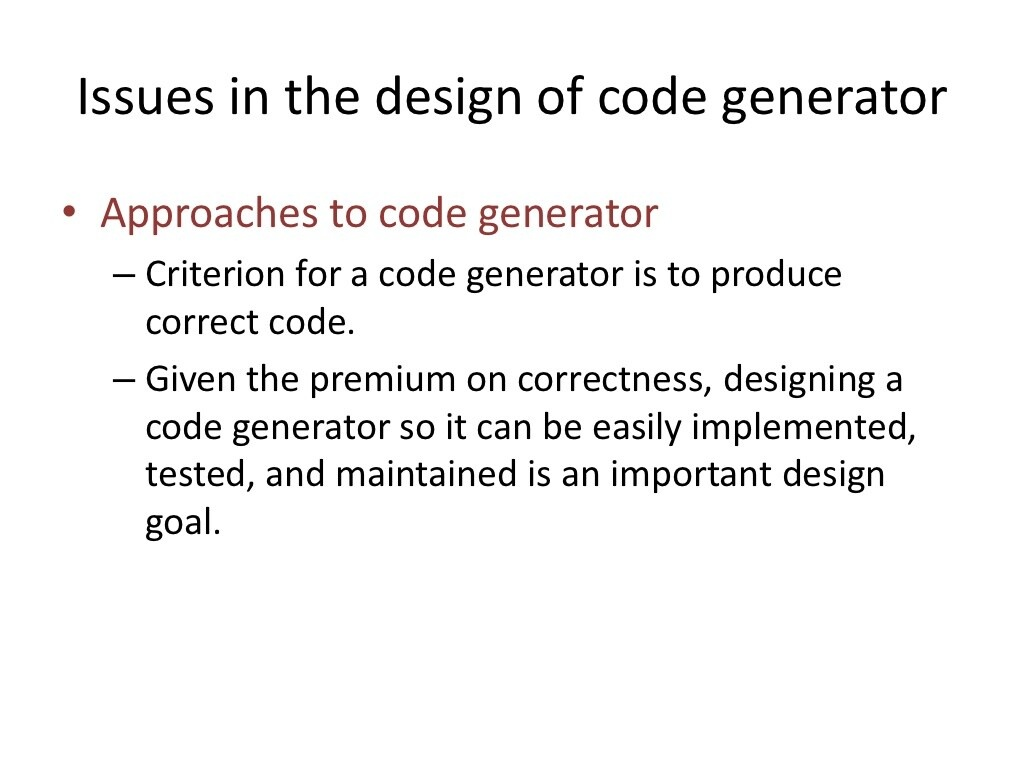 Issues in the design of code generator
• Approaches to code generator
– Criterion for a code generator is to produce
correct code.
– Given the premium on correctness, designing a
code generator so it can be easily implemented,
tested, and maintained is an important design
goal.